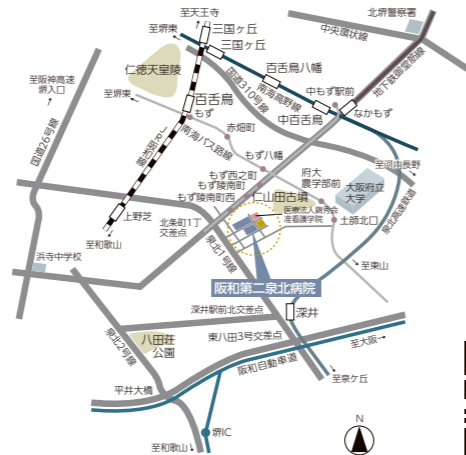 至天王寺
至堺東
三国ヶ丘
三国ヶ丘
北堺警察署
中央環状線
地下鉄御堂筋線
仁徳天皇陵
百舌鳥八幡
至阪神高速
堺入口
国道310号線
南海高野線
中もず駅前
なかもず
至堺東
百舌鳥
もず
中百舌鳥
国道26号線
JR阪和線
南海バス路線
赤畑町
もず八幡
至河内長野
府大
農学部前
大阪府立
大学
もず西之町
もず陵南町
もず陵南町西
仁山田古墳
上野芝
医療法人錦秀会
准看護学院
土師北口
泉北高速鉄道
北条町1丁
交差点
至和歌山
浜寺中学校
泉北1号線
至東山
阪和第二泉北病院
深井
深井駅前北交差点
泉北2号線
八田荘
公園
東八田3号交差点
至大阪
阪和自動車道
至泉ケ丘
平井大橋
堺IC
至和歌山
N